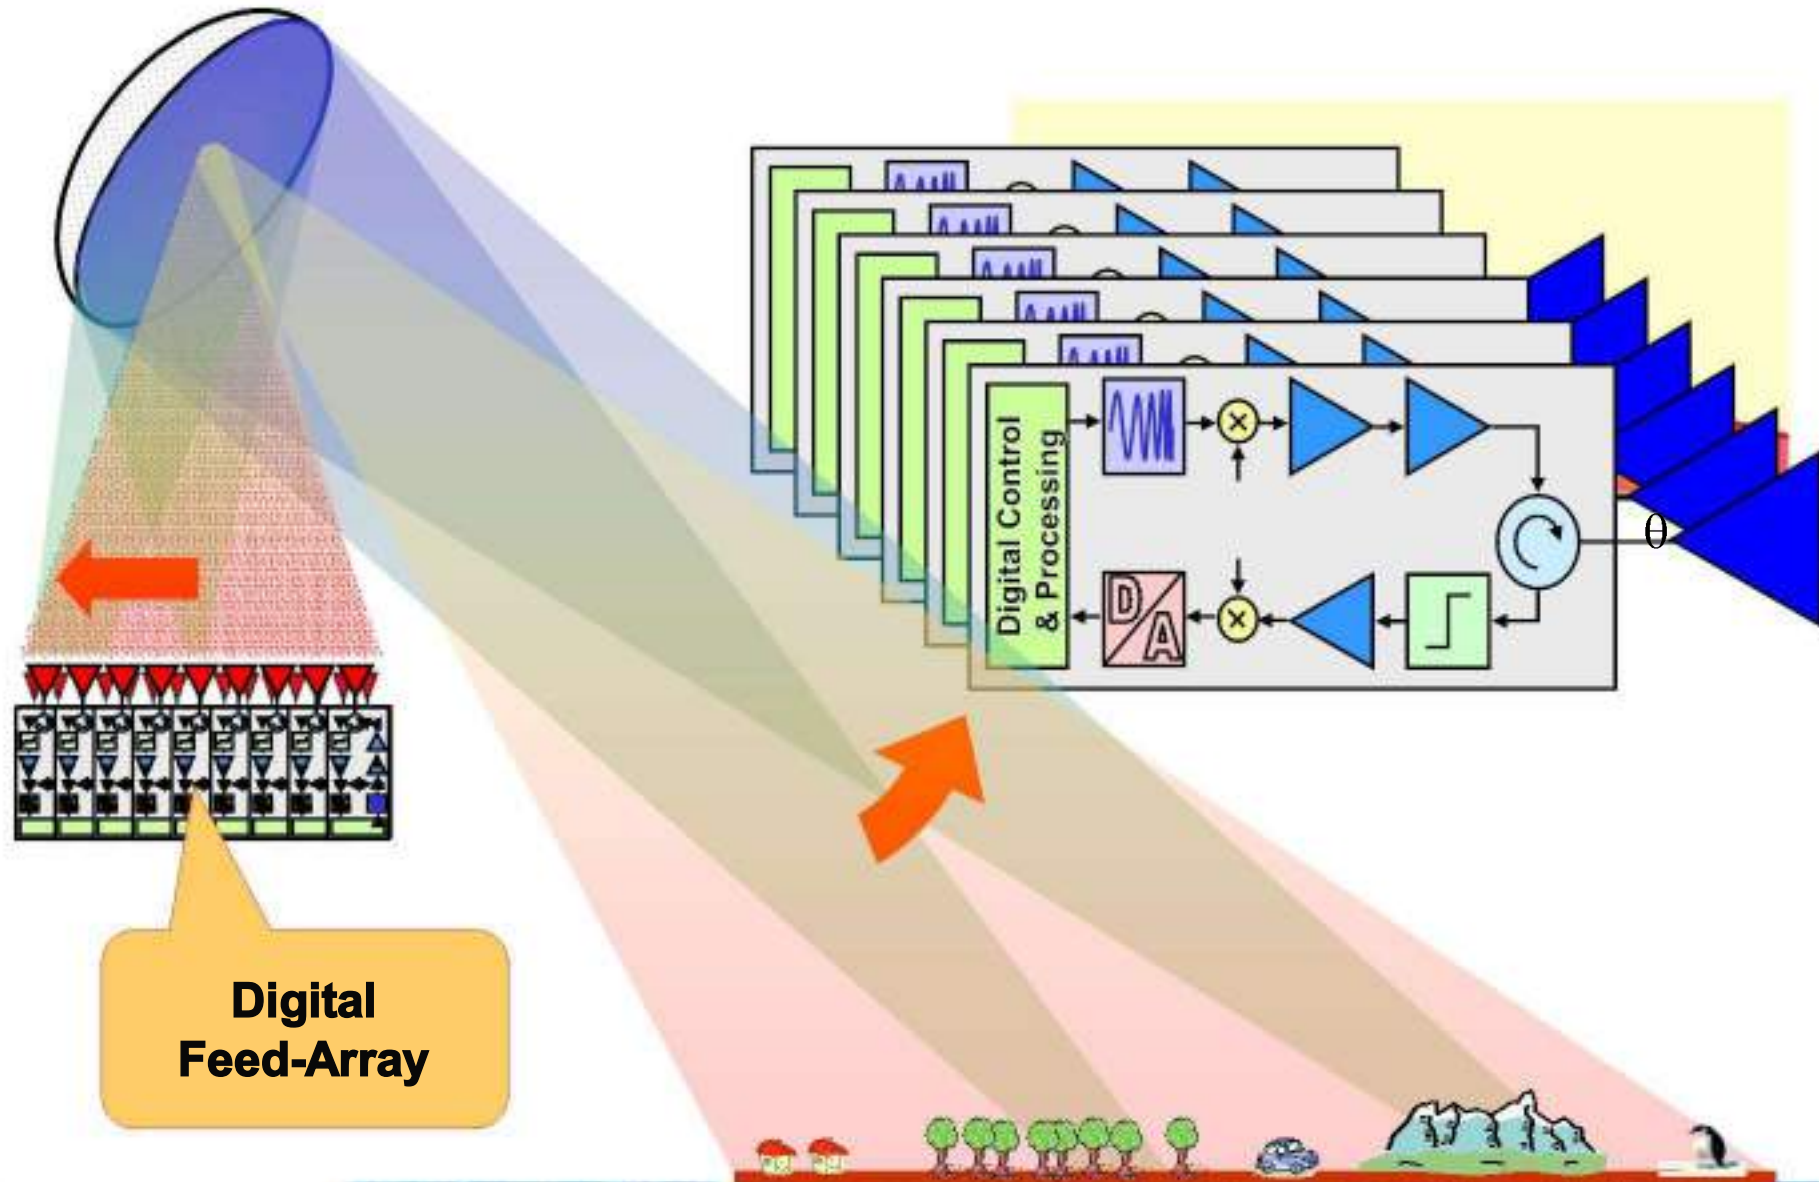 Digital Control
& Processing
D/A
θ
Digital
Feed-Array